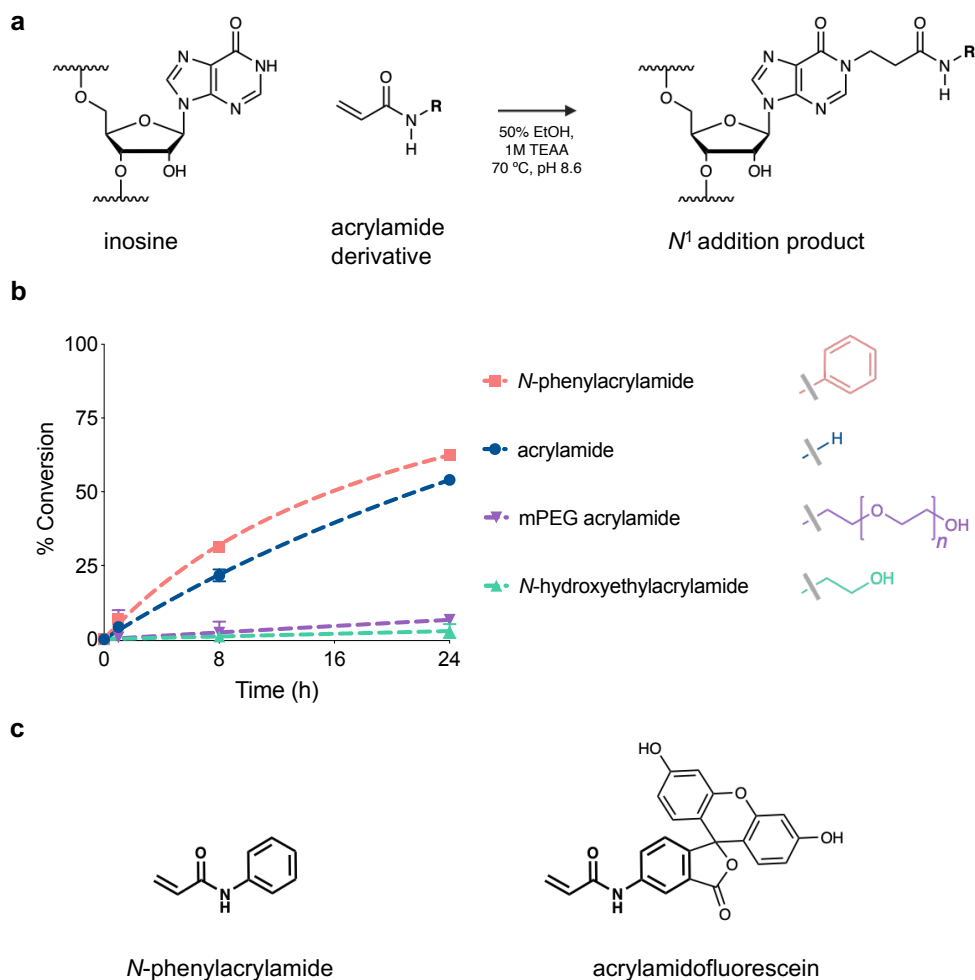 a
O
N
NH
N
N
O
O
O
OH
inosine
O
N
R
H
acrylamide
derivative
50% EtOH,
1M TEAA
70 ºC, pH 8.6
O
O
N
N
N
R
H
N
N
O
O
O
OH
N¹ addition product
b
% Conversion
100
75
50
25
0
0
8
16
24
Time (h)
N-phenylacrylamide
acrylamide
H
mPEG acrylamide
O
OH
n
N-hydroxyethylacrylamide
OH
c
O
N
H
N-phenylacrylamide
HO
O
OH
O
O
N
H
O
acrylamidofluorescein